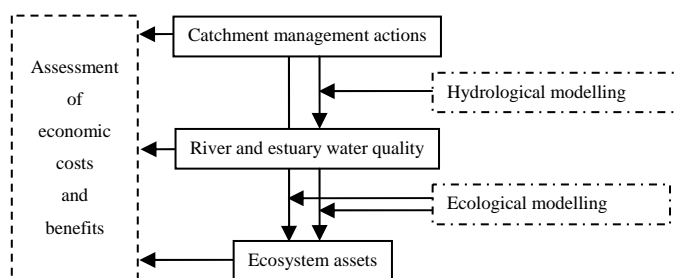 Catchment management actions
Assessment
of
economic
costs
and
benefits
Hydrological modelling
River and estuary water quality
Ecological modelling
Ecosystem assets